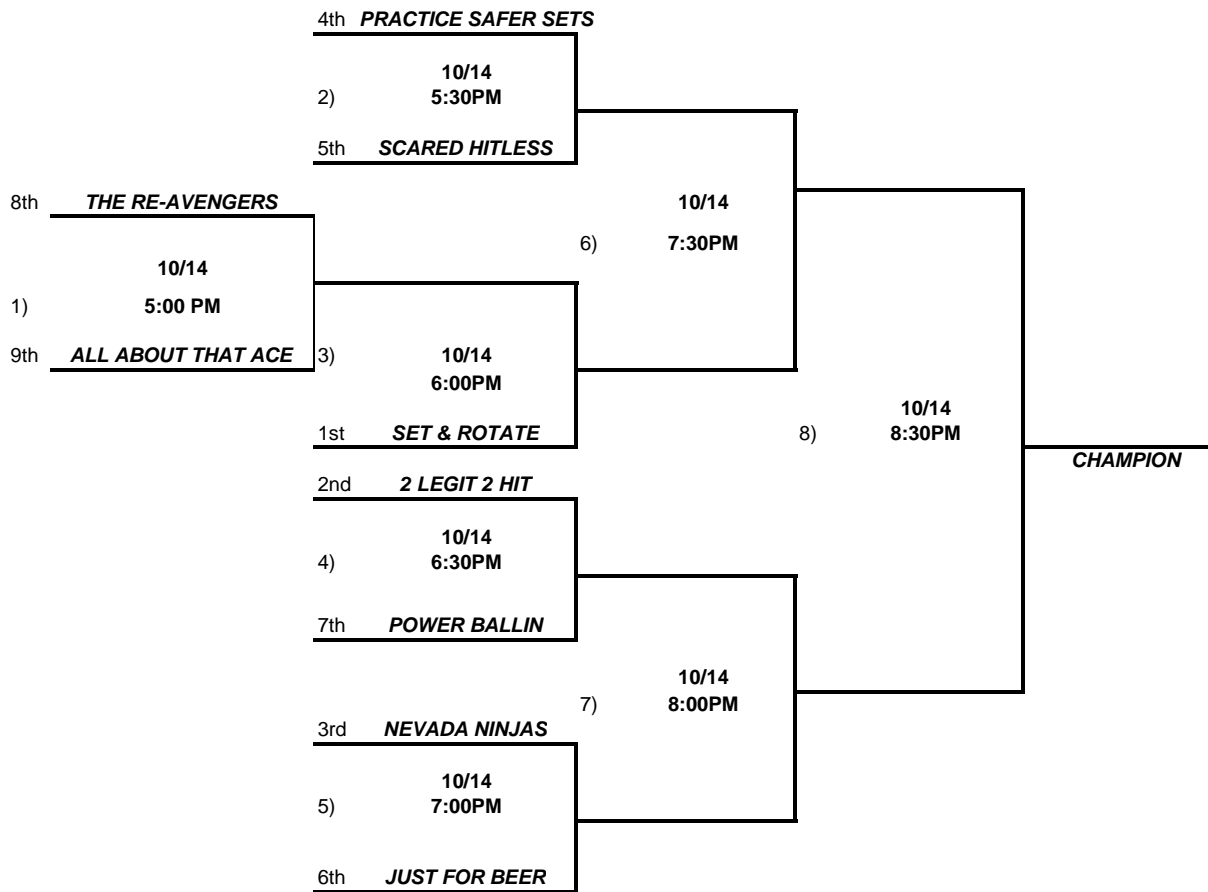 4th PRACTICE SAFER SETS
10/14
2) 5:30PM
5th SCARED HITLESS
8th THE RE-AVENGERS
10/14
10/14
6) 7:30PM
1) 5:00 PM
9th ALL ABOUT THAT ACE
3) 10/14
6:00PM
1st SET & ROTATE
10/14
8) 8:30PM
CHAMPION
2nd 2 LEGIT 2 HIT
10/14
4) 6:30PM
7th POWER BALLIN
10/14
7) 8:00PM
3rd NEVADA NINJAS
10/14
5) 7:00PM
6th JUST FOR BEER